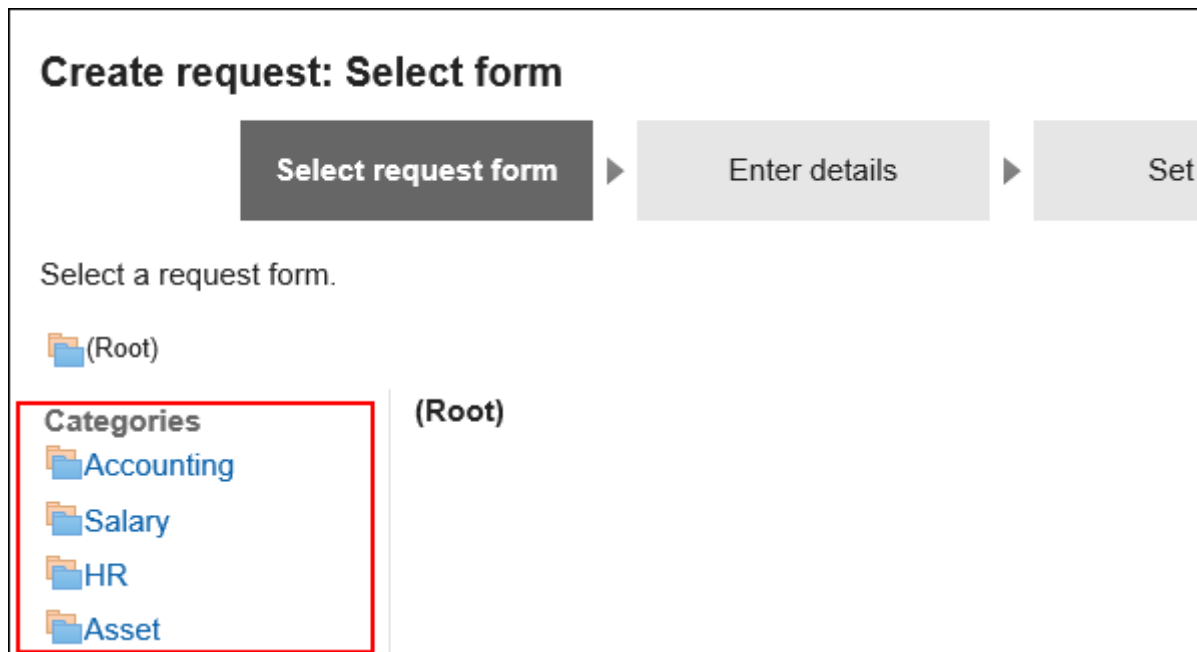 Create request: Select form
Select request form
Enter details
Set
Select a request form.
(Root)
Categories
Accounting
Salary
HR
Asset
(Root)